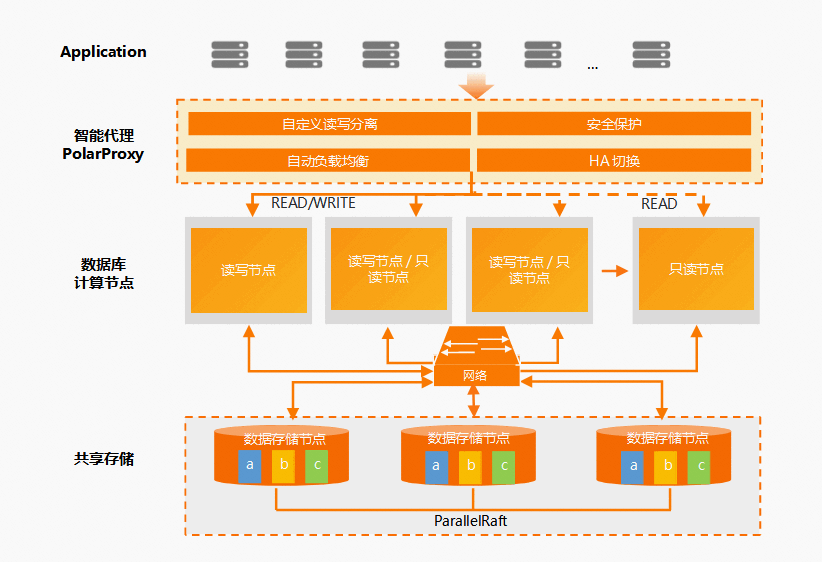 Application
...
智能代理
PolarProxy
自定义读写分离
安全保护
自动负载均衡
HA 切换
READ/WRITE
READ
数据库
计算节点
读写节点
读写节点 / 只
读节点
读写节点 / 只
读节点
只读节点
网络
共享存储
数据存储节点
a b c
数据存储节点
a b c
数据存储节点
a b c
ParallelRaft